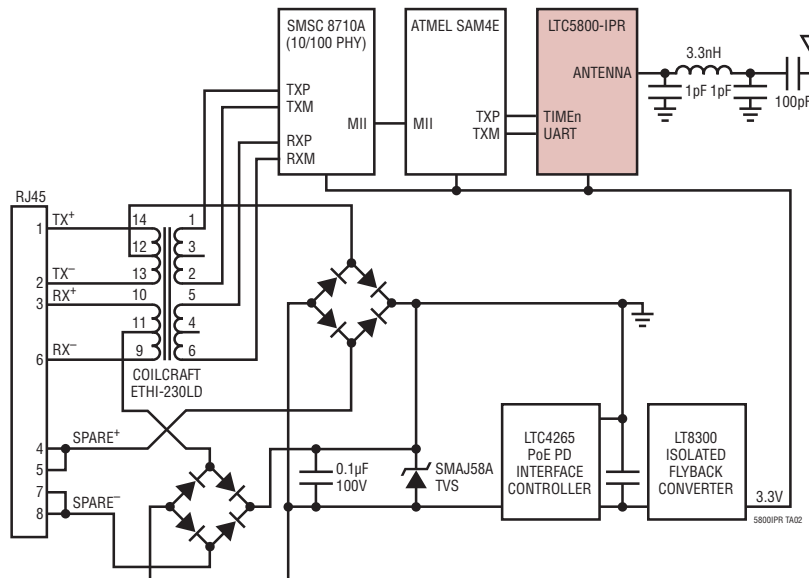 SMSC 8710A
(10/100 PHY)
TXP
TXM
RXP
RXM
MII
ATMEL SAM4E
MII
TXP
TXM
LTC5800-IPR
ANTENNA
TIMEn
UART
3.3nH
1pF
1pF
100pF
RJ45
1
TX+
2
TX−
3
RX+
6
RX−
4
SPARE+
5
7
8
SPARE−
14
12
13
10
11
9
1
3
2
5
4
6
COILCRAFT
ETHI-230LD
0.1µF
100V
SMAJ58A
TVS
LTC4265
PoE PD
INTERFACE
CONTROLLER
LT8300
ISOLATED
FLYBACK
CONVERTER
3.3V
5800IPR TA02